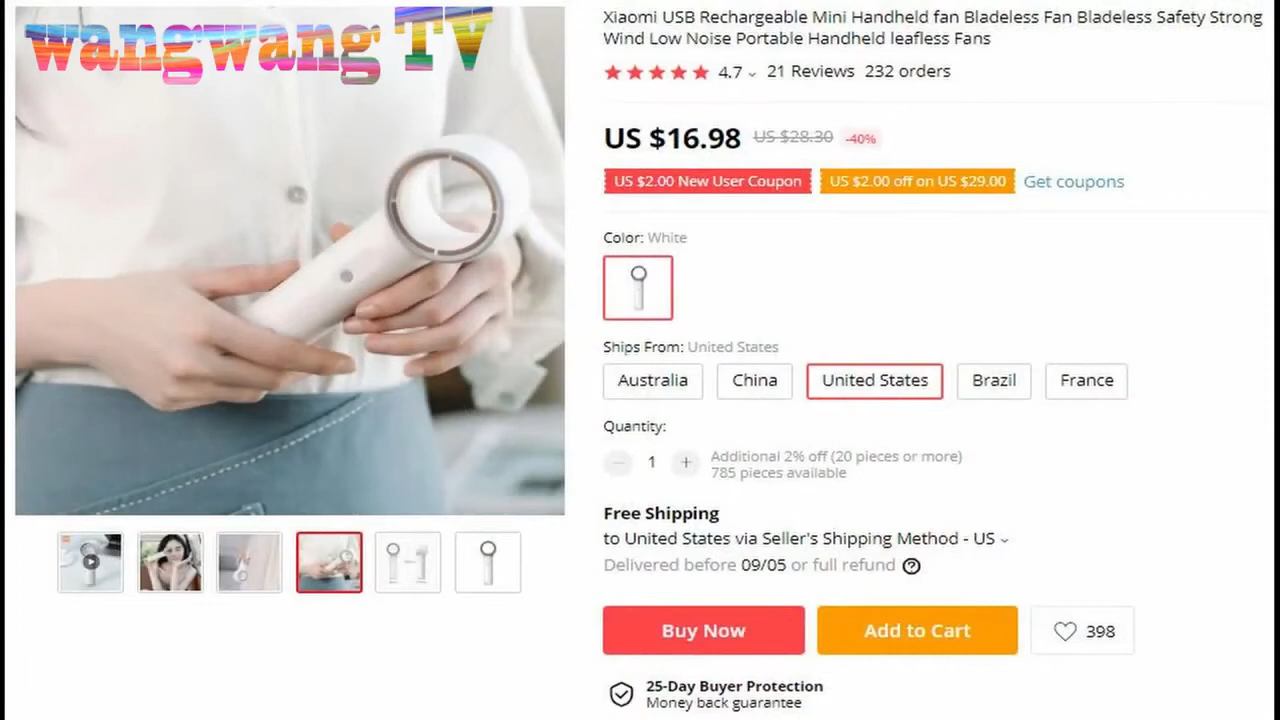 wangwang TV
Xiaomi USB Rechargeable Mini Handheld fan Bladeless Fan Bladeless Safety Strong
Wind Low Noise Portable Handheld leafless Fans
4.7 21 Reviews 232 orders
US $16.98 US $28.30 -40%
US $2.00 New User Coupon US $2.00 off on US $29.00 Get coupons
Color: White
Ships From: United States
Australia China United States Brazil France
Quantity:
1 Additional 2% off (20 pieces or more)
785 pieces available
Free Shipping
to United States via Seller's Shipping Method - US
Delivered before 09/05 or full refund
Buy Now Add to Cart 398
25-Day Buyer Protection
Money back guarantee